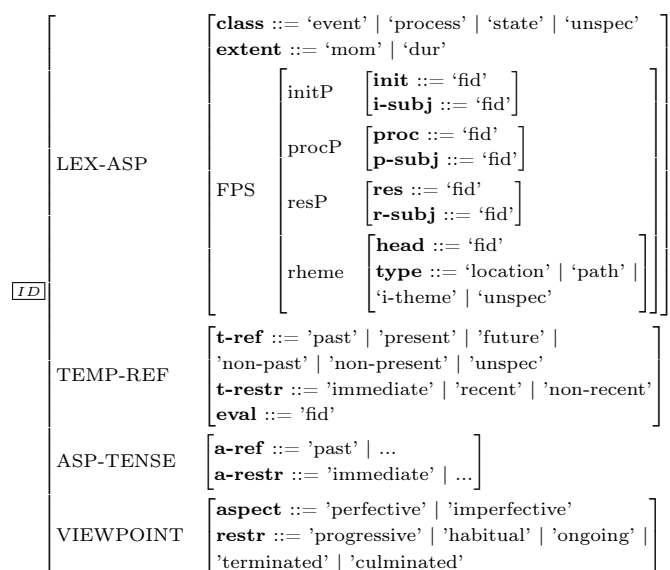 class ::= ‘event’ | ‘process’ | ‘state’ | ‘unspec’
extent ::= ‘mom’ | ‘dur’
initP init ::= ‘fid’
i-subj ::= ‘fid’
procP proc ::= ‘fid’
p-subj ::= ‘fid’
LEX-ASP
FPS
resP res ::= ‘fid’
r-subj ::= ‘fid’
head ::= ‘fid’
rheme type ::= ‘location’ | ‘path’ |
‘i-theme’ | ‘unspec’
ID
t-ref ::= ’past’ | ’present’ | ’future’ |
TEMP-REF ’non-past’ | ’non-present’ | ’unspec’
t-restr ::= ’immediate’ | ’recent’ | ’non-recent’
eval ::= ’fid’
ASP-TENSE a-ref ::= ’past’ | ...
a-restr ::= ’immediate’ | ...
aspect ::= ’perfective’ | ’imperfective’
VIEWPOINT restr ::= ’progressive’ | ’habitual’ | ’ongoing’ |
’terminated’ | ’culminated’